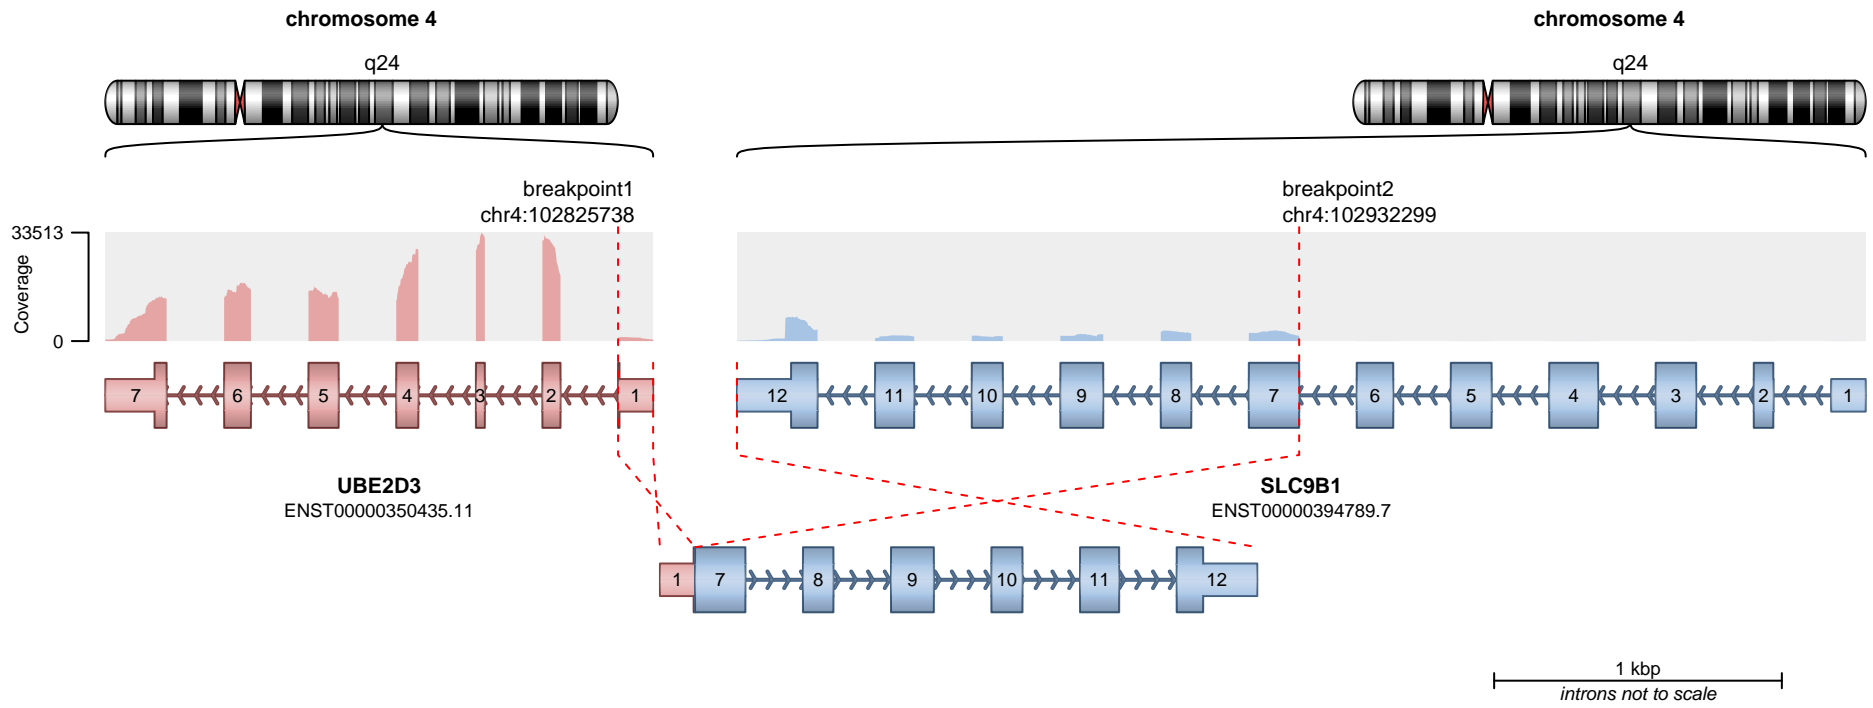 chromosome 4
chromosome 4
q24
q24
breakpoint1
chr4:102825738
breakpoint2
chr4:102932299
33513
Coverage
0
7 6 5 4 3 2 1
12 11 10 9 8 7 6 5 4 3 2 1
UBE2D3
ENST00000350435.11
SLC9B1
ENST00000394789.7
1 7 8 9 10 11 12
1 kbp
introns not to scale